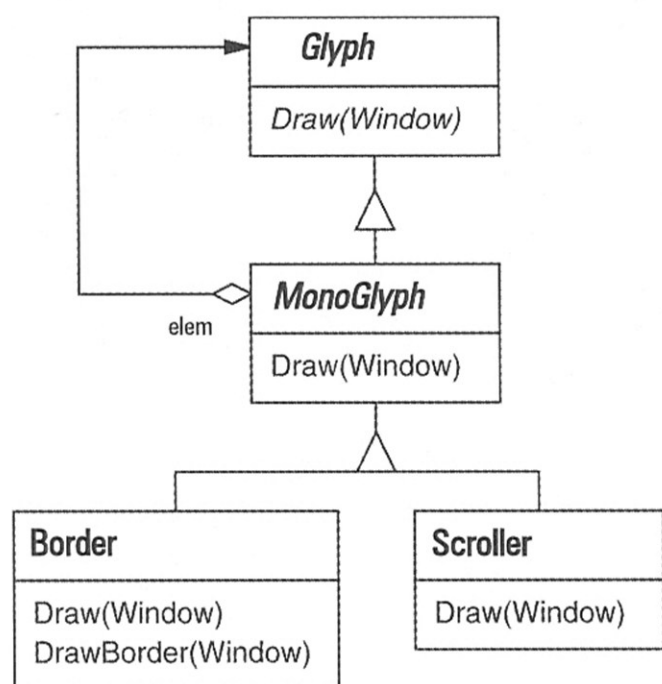 Glyph
Draw(Window)
elem
MonoGlyph
Draw(Window)
Border
Draw(Window)
DrawBorder(Window)
Scroller
Draw(Window)